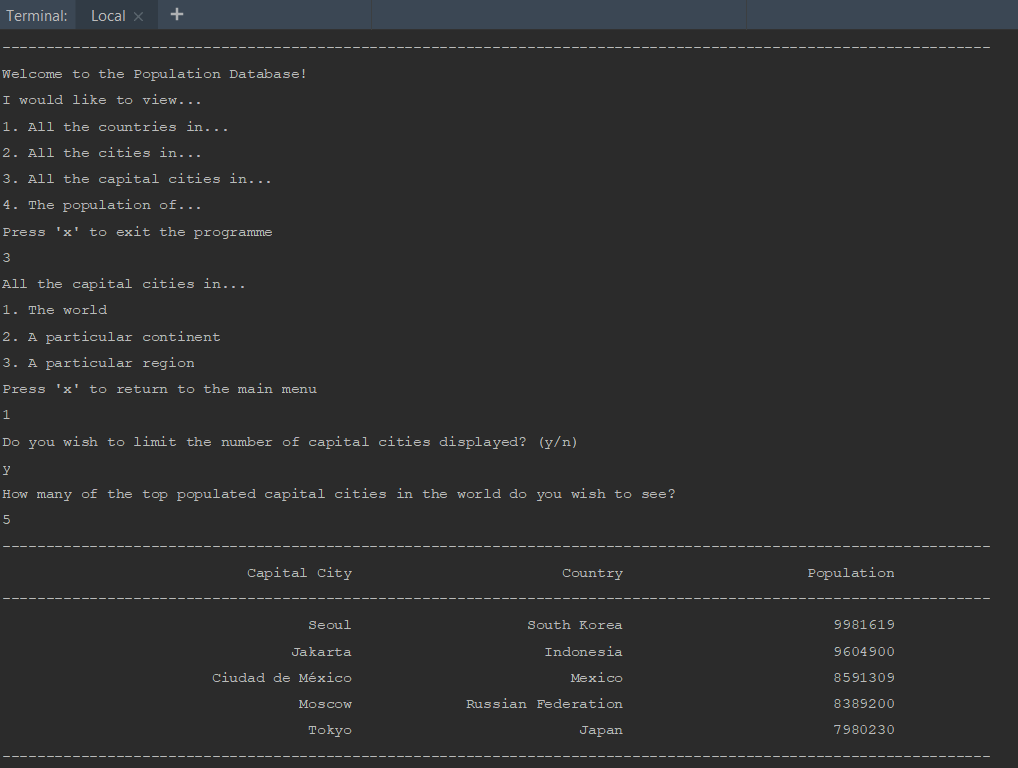 Terminal: Local × +
--------------------------------------------------------------------------------------------------------------------
Welcome to the Population Database!
I would like to view...
1. All the countries in...
2. All the cities in...
3. All the capital cities in...
4. The population of...
Press 'x' to exit the programme
3
All the capital cities in...
1. The world
2. A particular continent
3. A particular region
Press 'x' to return to the main menu
1
Do you wish to limit the number of capital cities displayed? (y/n)
y
How many of the top populated capital cities in the world do you wish to see?
5
--------------------------------------------------------------------------------------------------------------------
Capital City Country Population
--------------------------------------------------------------------------------------------------------------------
Seoul South Korea 9981619
Jakarta Indonesia 9604900
Ciudad de México Mexico 8591309
Moscow Russian Federation 8389200
Tokyo Japan 7980230
--------------------------------------------------------------------------------------------------------------------